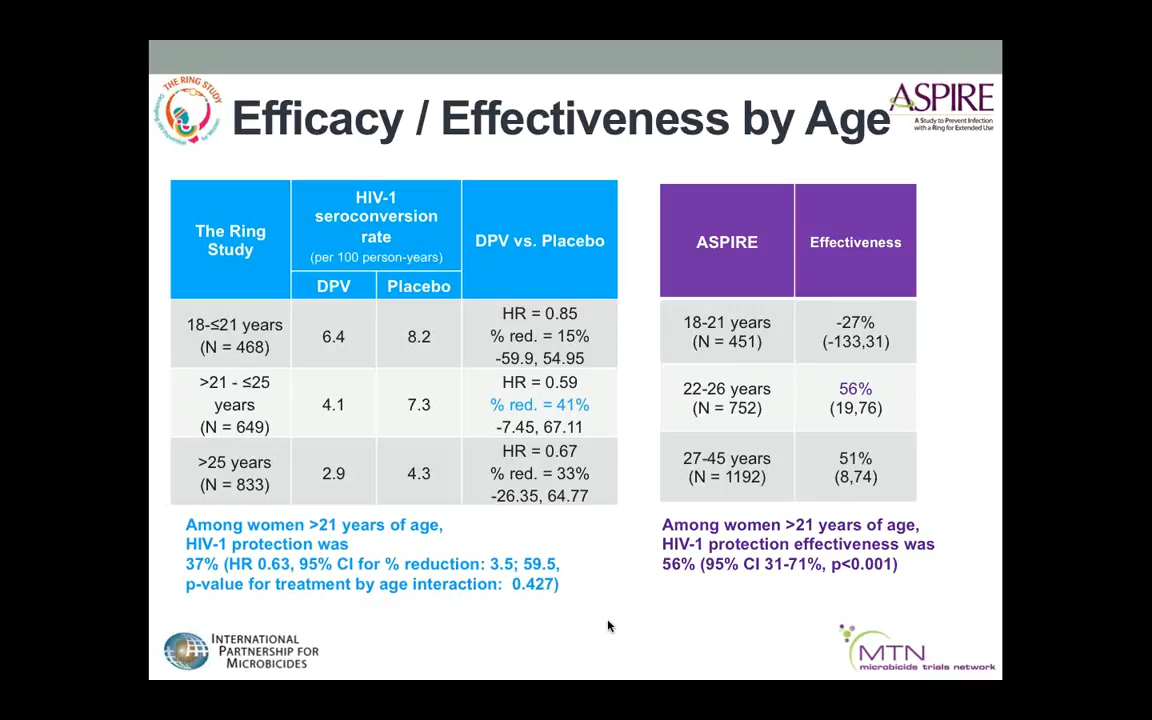 THE RING STUDY
Efficacy / Effectiveness by Age
ASPIRE
A Study to Prevent Infection
with a Ring for Extended Use
The Ring
Study
HIV-1
seroconversion
rate
(per 100 person-years)
DPV vs. Placebo
DPV
Placebo
18-≤21 years
(N = 468)
6.4
8.2
HR = 0.85
% red. = 15%
-59.9, 54.95
>21 - ≤25
years
(N = 649)
4.1
7.3
HR = 0.59
% red. = 41%
-7.45, 67.11
>25 years
(N = 833)
2.9
4.3
HR = 0.67
% red. = 33%
-26.35, 64.77
ASPIRE
Effectiveness
18-21 years
(N = 451)
-27%
(-133,31)
22-26 years
(N = 752)
56%
(19,76)
27-45 years
(N = 1192)
51%
(8,74)
Among women >21 years of age,
HIV-1 protection was
37% (HR 0.63, 95% CI for % reduction: 3.5; 59.5,
p-value for treatment by age interaction: 0.427)
Among women >21 years of age,
HIV-1 protection effectiveness was
56% (95% CI 31-71%, p<0.001)
INTERNATIONAL
PARTNERSHIP FOR
MICROBICIDES
MTN
microbicide trials network